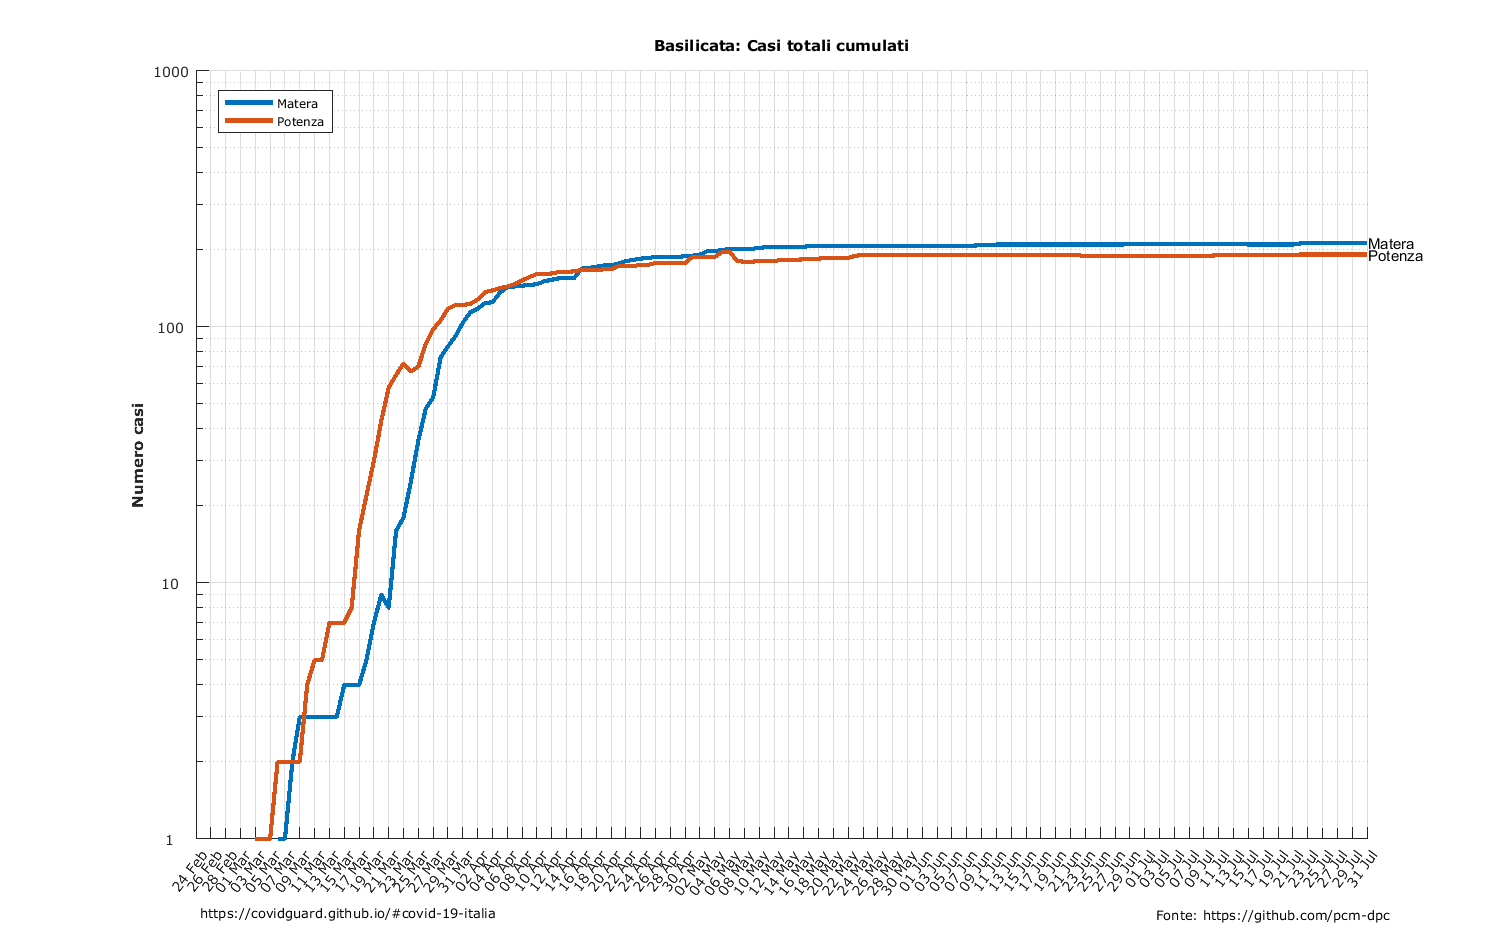 Basilicata: Casi totali cumulati
1000
100
10
1
Numero casi
Matera
Potenza
Matera
Potenza
24 Feb
26 Feb
28 Feb
01 Mar
03 Mar
05 Mar
07 Mar
09 Mar
11 Mar
13 Mar
15 Mar
17 Mar
19 Mar
21 Mar
23 Mar
25 Mar
27 Mar
29 Mar
31 Mar
02 Apr
04 Apr
06 Apr
08 Apr
10 Apr
12 Apr
14 Apr
16 Apr
18 Apr
20 Apr
22 Apr
24 Apr
26 Apr
28 Apr
30 Apr
02 May
04 May
06 May
08 May
10 May
12 May
14 May
16 May
18 May
20 May
22 May
24 May
26 May
28 May
30 May
01 Jun
03 Jun
05 Jun
07 Jun
09 Jun
11 Jun
13 Jun
15 Jun
17 Jun
19 Jun
21 Jun
23 Jun
25 Jun
27 Jun
29 Jun
01 Jul
03 Jul
05 Jul
07 Jul
09 Jul
11 Jul
13 Jul
15 Jul
17 Jul
19 Jul
21 Jul
23 Jul
25 Jul
27 Jul
29 Jul
31 Jul
https://covidguard.github.io/#covid-19-italia
Fonte: https://github.com/pcm-dpc